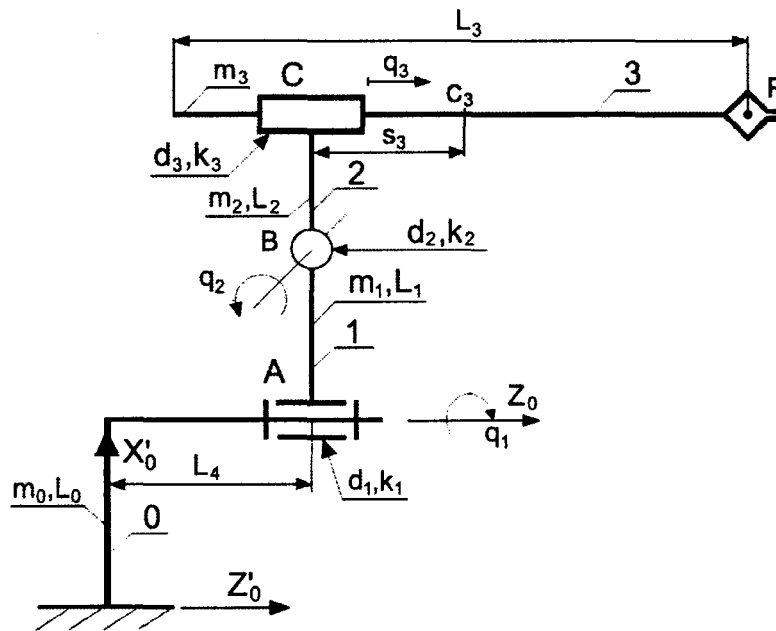 L₃
m₃
C
q₃
c₃
3
P
d₃,k₃
s₃
m₂,L₂
2
B
d₂,k₂
q₂
m₁,L₁
1
A
Z₀
q₁
X'₀
L₄
d₁,k₁
m₀,L₀
0
Z'₀